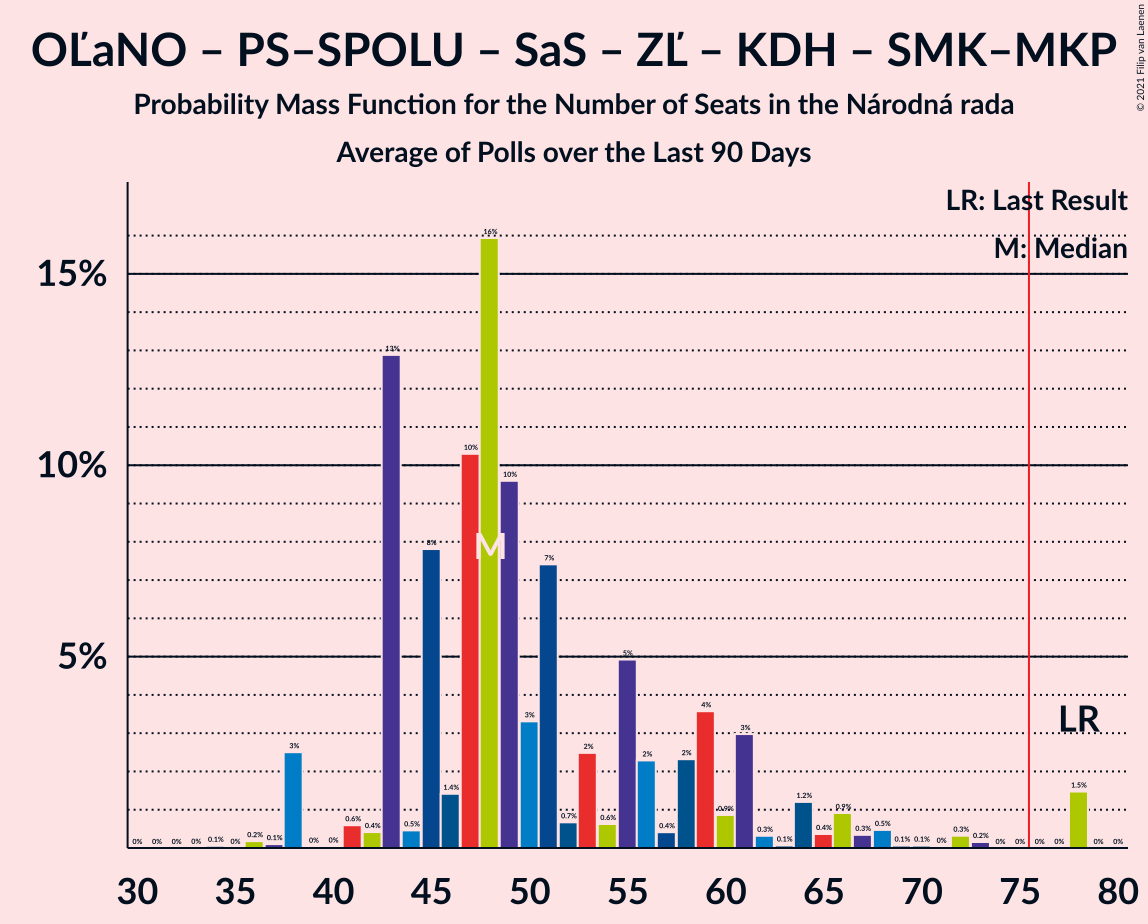 OĽaNO – PS–SPOLU – SaS – ZĽ – KDH – SMK–MKP
Probability Mass Function for the Number of Seats in the Národná rada
Average of Polls over the Last 90 Days
© 2021 Filip van Laenen
LR: Last Result
M: Median
15%
10%
5%
0% 0% 0% 0% 0.1% 0% 0.2% 0.1% 3% 0% 0% 0.6% 0.4% 13% 0.5% 8% 1.4% 10% 16% 10% 3% 7% 0.7% 2% 0.6% 5% 2% 0.4% 2% 4% 0.9% 3% 0.3% 0.1% 1.2% 0.4% 0.9% 0.3% 0.5% 0.1% 0.1% 0% 0.3% 0.2% 0% 0% 0% 0% 1.5% 0% 0%
M
LR
30 35 40 45 50 55 60 65 70 75 80